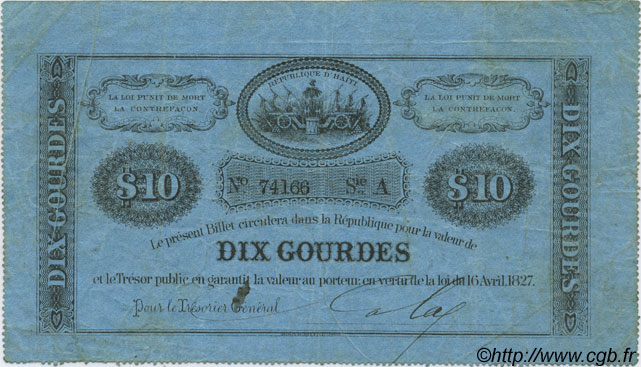 RÉPUBLIQUE D'HAITI
LA LOI PUNIT DE MORT
LA CONTREFAÇON.
LA LOI PUNIT DE MORT
LA CONTREFAÇON.
DIX GOURDES
DIX GOURDES
$10
No 74166 Sie A
$10
Le présent Billet circulera dans la République pour la valeur de
DIX GOURDES
et le Trésor public en garantit la valeur au porteur: en vertu de la loi du 16 Avril 1827.
Pour le Trésorier Général
©http://www.cgb.fr